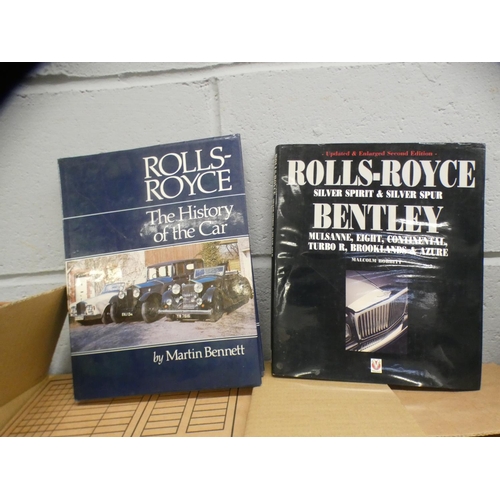 ROLLS-
ROYCE
The History
of the Car
by Martin Bennett
- Updated & Enlarged Second Edition -
ROLLS-ROYCE
SILVER SPIRIT & SILVER SPUR
BENTLEY
MULSANNE, EIGHT, CONTINENTAL,
TURBO R, BROOKLANDS & AZURE
MALCOLM BOBBITT